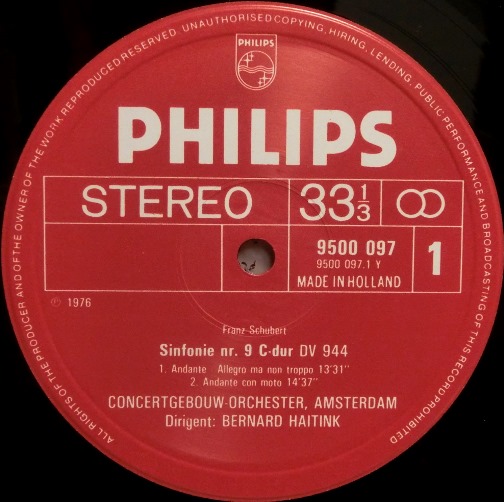 ALL RIGHTS OF THE PRODUCER AND OF THE OWNER OF THE WORK REPRODUCED RESERVED. UNAUTHORISED COPYING, HIRING, LENDING, PUBLIC PERFORMANCE AND BROADCASTING OF THIS RECORD PROHIBITED
PHILIPS
PHILIPS
STEREO 33 1/3
9500 097 1
9500 097.1 Y
MADE IN HOLLAND
℗ 1976
Franz Schubert
Sinfonie nr. 9 C-dur DV 944
1. Andante Allegro ma non troppo 13'31"
2. Andante con moto 14'37"
CONCERTGEBOUW-ORCHESTER, AMSTERDAM
Dirigent: BERNARD HAITINK